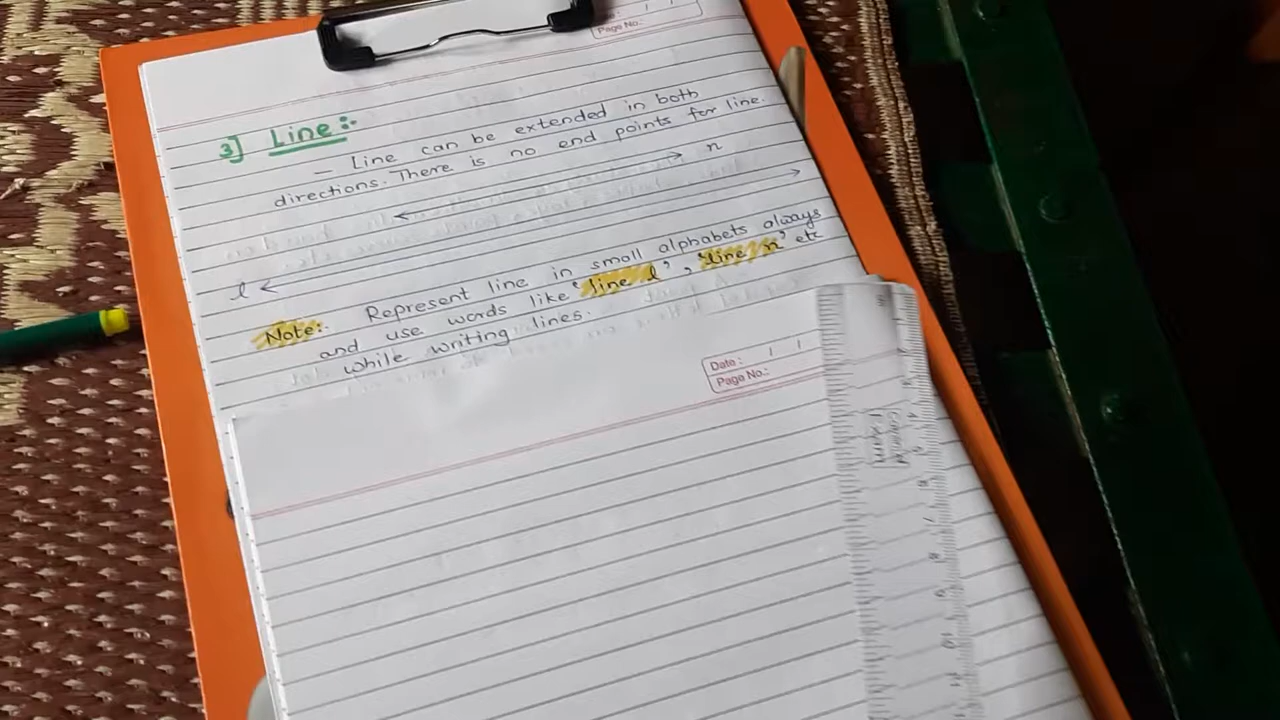 Page No.:
3] Line:-
— Line can be extended in both
directions. There is no end points for line.
n
l
Note:- Represent line in small alphabets always
and use words like 'line l', 'line n' etc
while writing lines.
Date: / /
Page No.: